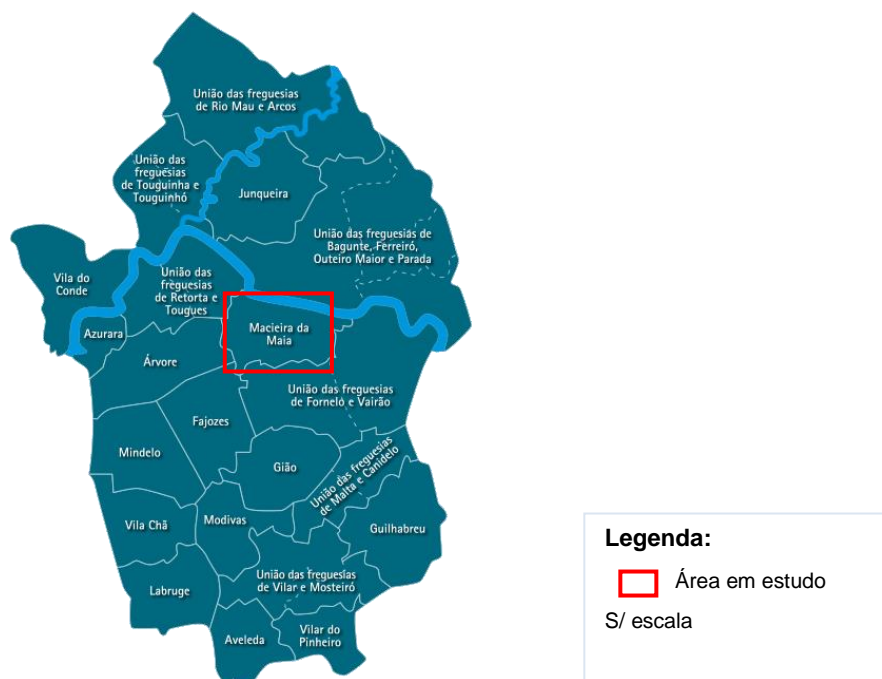 União das freguesias
de Rio Mau e Arcos
União das
freguesias
de Touguinha e
Touguinhó
Junqueira
União das freguesias de
Bagunte, Ferreiró,
Outeiro Maior e Parada
Vila do
Conde
União das
freguesias
de Retorta e
Tougues
Azurara
Macieira da
Maia
Árvore
União das freguesias
de Fornelo e Vairão
Fajozes
Mindelo
Gião
União das freguesias
de Malta e Canidelo
Vila Chã
Modivas
Guilhabreu
União das freguesias
de Vilar e Mosteiró
Labruge
Aveleda
Vilar do
Pinheiro
Legenda:
Área em estudo
S/ escala